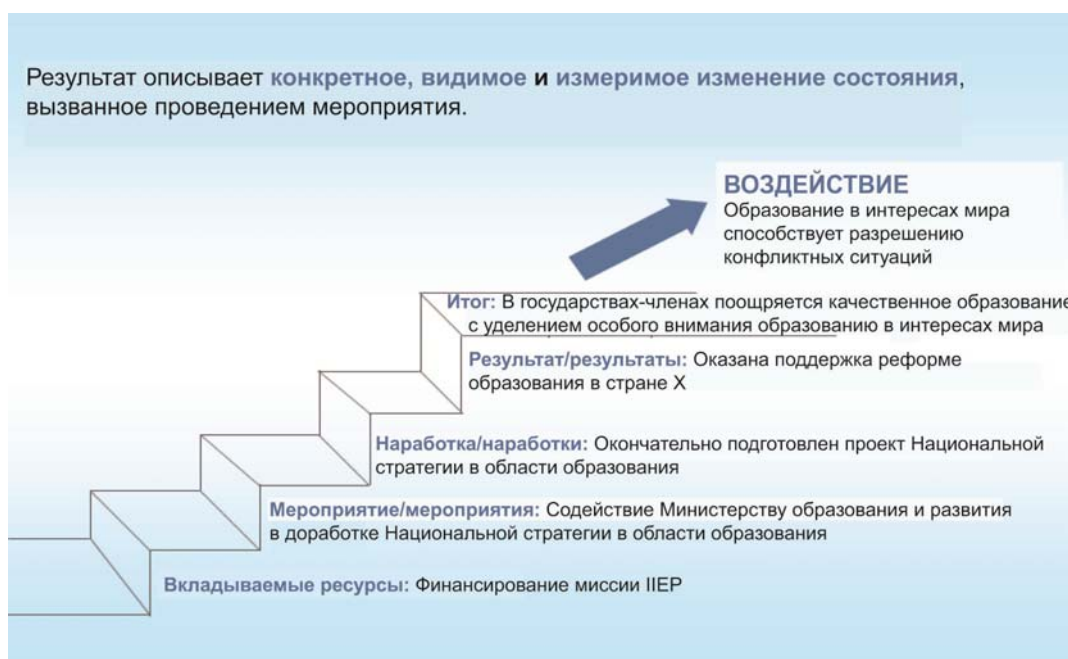 Результат описывает конкретное, видимое и измеримое изменение состояния,
вызванное проведением мероприятия.
ВОЗДЕЙСТВИЕ
Образование в интересах мира
способствует разрешению
конфликтных ситуаций
Итог: В государствах-членах поощряется качественное образование
с уделением особого внимания образованию в интересах мира
Результат/результаты: Оказана поддержка реформе
образования в стране X
Наработка/наработки: Окончательно подготовлен проект Национальной
стратегии в области образования
Мероприятие/мероприятия: Содействие Министерству образования и развития
в доработке Национальной стратегии в области образования
Вкладываемые ресурсы: Финансирование миссии IIEP